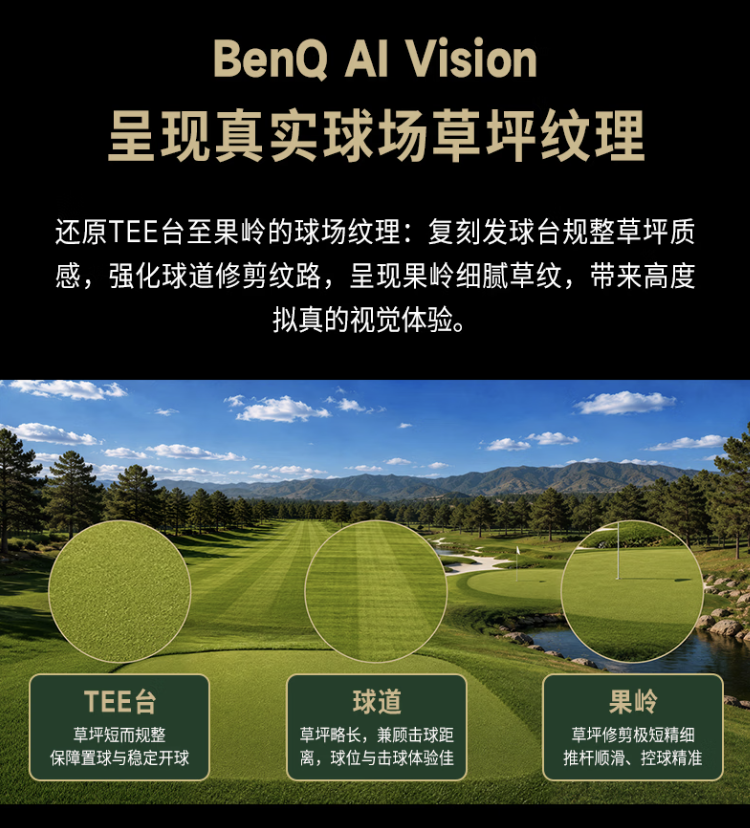 BenQ AI Vision
呈现真实球场草坪纹理
还原TEE台至果岭的球场纹理：复刻发球台规整草坪质
感，强化球道修剪纹路，呈现果岭细腻草纹，带来高度
拟真的视觉体验。
TEE台
草坪短而规整
保障置球与稳定开球
球道
草坪略长，兼顾击球距
离，球位与击球体验佳
果岭
草坪修剪极短精细
推杆顺滑、控球精准